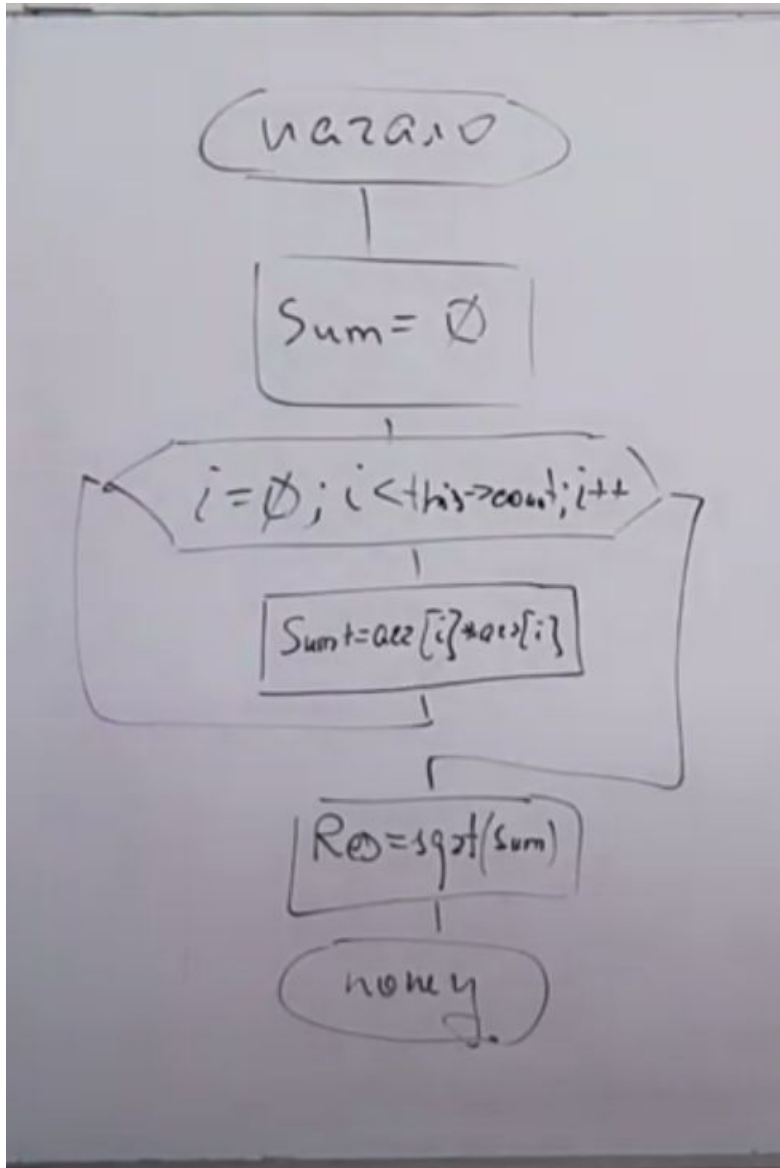 начало
Sum = 0
i=0; i<this->count; i++
Sum+=arr[i]*arr[i]
Res=sqrt(sum)
конец